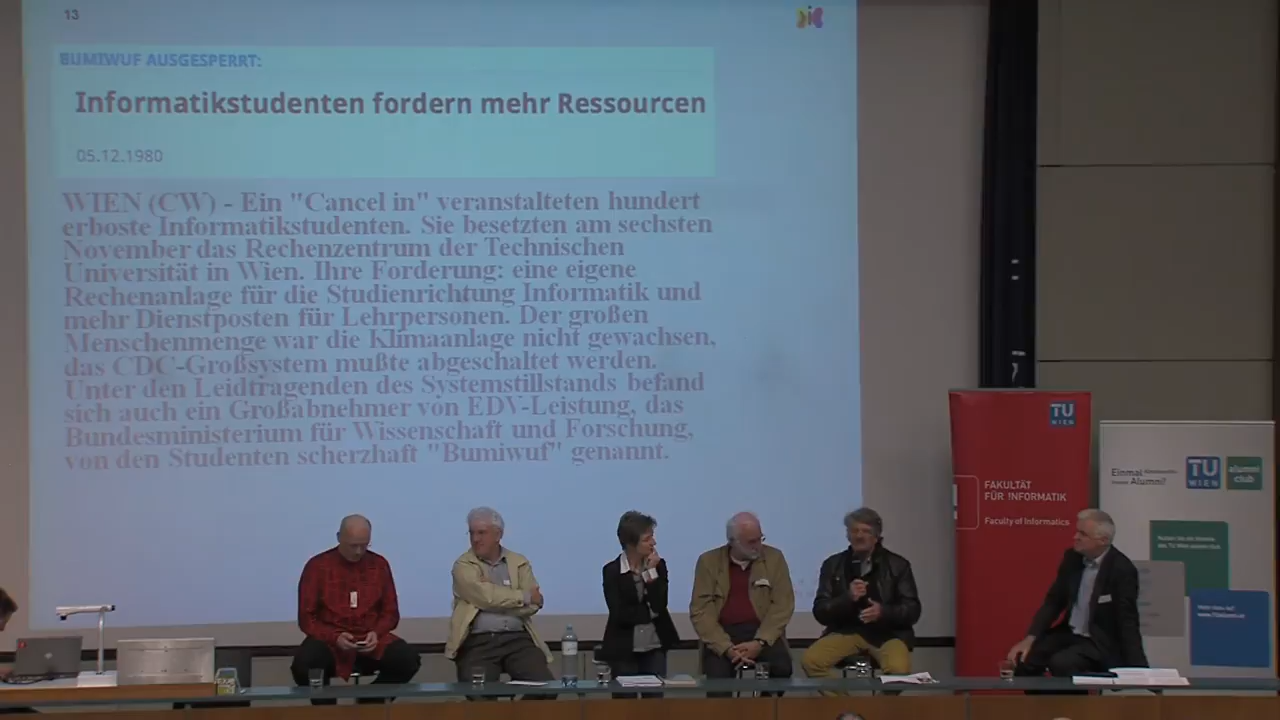 13
BUMIWUF AUSGESPERRT:
Informatikstudenten fordern mehr Ressourcen
05.12.1980
WIEN (CW) - Ein "Cancel in" veranstalteten hundert
erboste Informatikstudenten. Sie besetzten am sechsten
November das Rechenzentrum der Technischen
Universität in Wien. Ihre Forderung: eine eigene
Rechenanlage für die Studienrichtung Informatik und
mehr Dienstposten für Lehrpersonen. Der großen
Menschenmenge war die Klimaanlage nicht gewachsen,
das CDC-Großsystem mußte abgeschaltet werden.
Unter den Leidtragenden des Systemstillstands befand
sich auch ein Großabnehmer von EDV-Leistung, das
Bundesministerium für Wissenschaft und Forschung,
von den Studenten scherzhaft "Bumiwuf" genannt.
TU
WIEN
FAKULTÄT
FÜR !NFORMATIK
Faculty of Informatics
Einmal
Alumni!
TU
WIEN
alumni
club